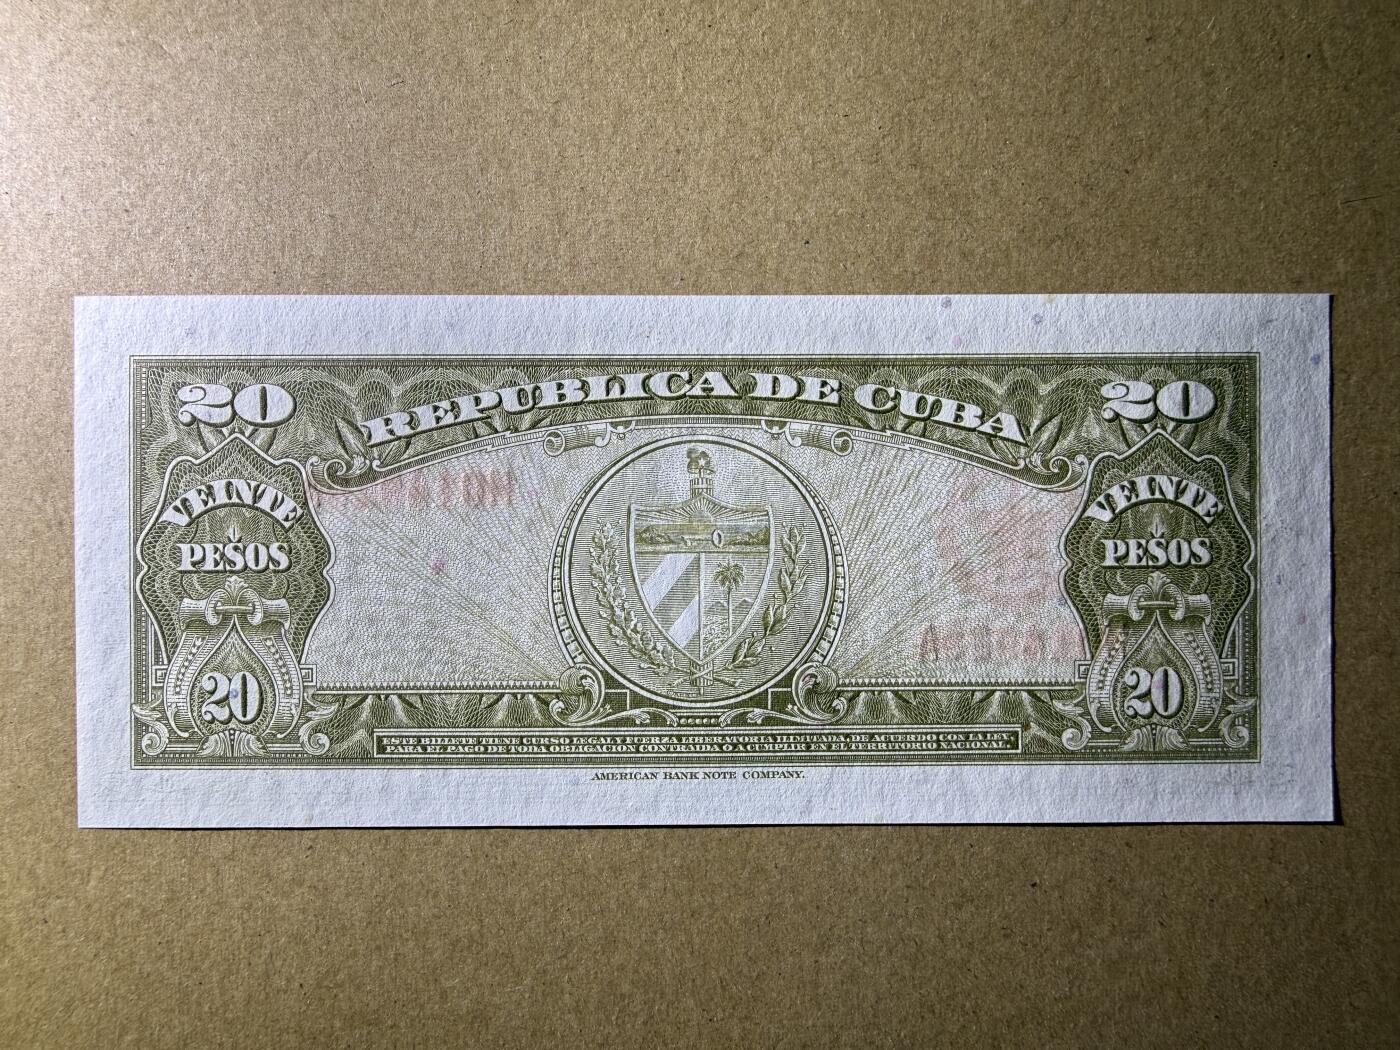 20 REPUBLICA DE CUBA 20
VEINTE PESOS
VEINTE PESOS
20
20
ESTE BILLETE TIENE CURSO LEGAL Y FUERZA LIBERATORIA ILIMITADA, DE ACUERDO CON LA LEY,
PARA EL PAGO DE TODA OBLIGACION CONTRAIDA O A CUMPLIR EN EL TERRITORIO NACIONAL.
AMERICAN BANK NOTE COMPANY.